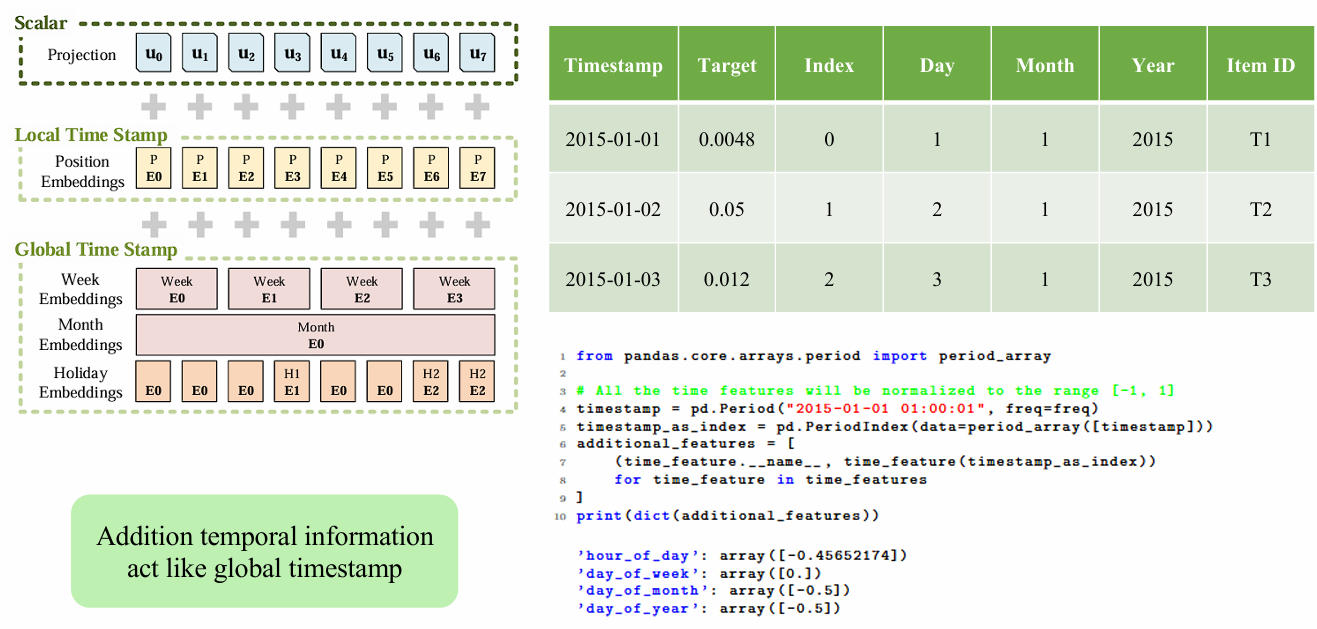 Scalar
Projection u0 u1 u2 u3 u4 u5 u6 u7
Local Time Stamp
Position Embeddings
P E0 P E1 P E2 P E3 P E4 P E5 P E6 P E7
Global Time Stamp
Week Embeddings
Week E0 Week E1 Week E2 Week E3
Month Embeddings
Month E0
Holiday Embeddings
E0 E0 E0 H1 E1 E0 E0 H2 E2 H2 E2
Addition temporal information
act like global timestamp
Timestamp Target Index Day Month Year Item ID
2015-01-01 0.0048 0 1 1 2015 T1
2015-01-02 0.05 1 2 1 2015 T2
2015-01-03 0.012 2 3 1 2015 T3
1 from pandas.core.arrays.period import period_array
2
3 # All the time features will be normalized to the range [-1, 1]
4 timestamp = pd.Period("2015-01-01 01:00:01", freq=freq)
5 timestamp_as_index = pd.PeriodIndex(data=period_array([timestamp]))
6 additional_features = [
7 (time_feature.__name__, time_feature(timestamp_as_index))
8 for time_feature in time_features
9 ]
10 print(dict(additional_features))
'hour_of_day': array([-0.45652174])
'day_of_week': array([0.])
'day_of_month': array([-0.5])
'day_of_year': array([-0.5])